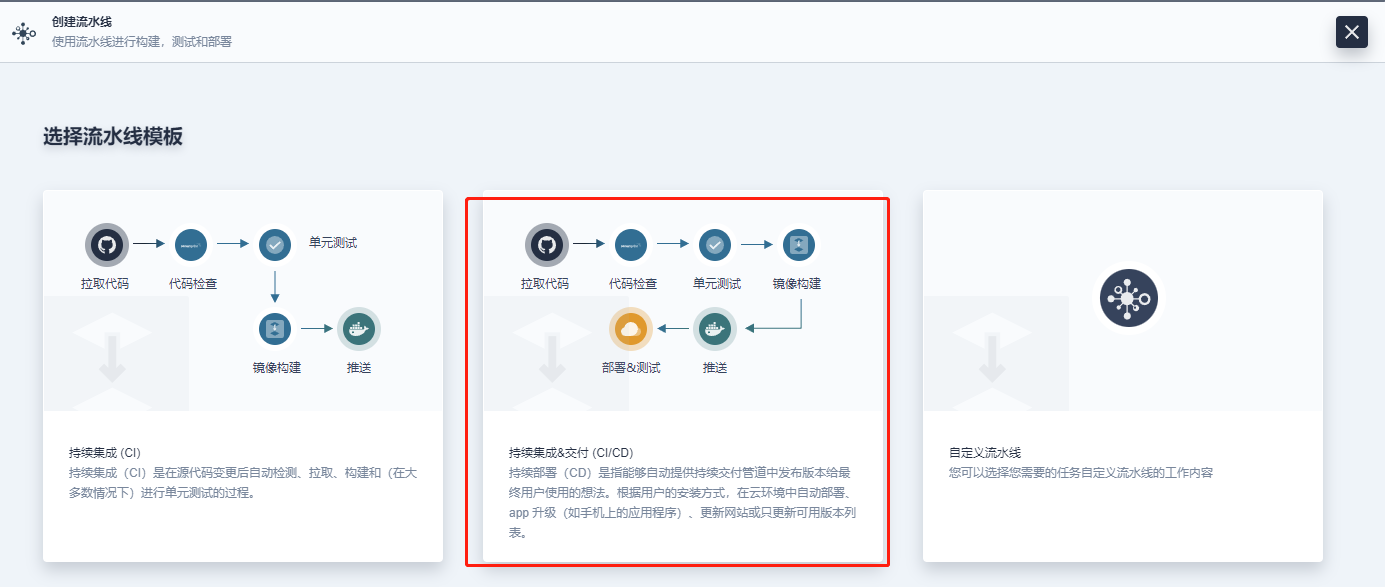 创建流水线
使用流水线进行构建，测试和部署
选择流水线模板
单元测试
拉取代码
代码检查
镜像构建
推送
持续集成 (CI)
持续集成（CI）是在源代码变更后自动检测、拉取、构建和（在大
多数情况下）进行单元测试的过程。
拉取代码
代码检查
单元测试
镜像构建
部署&测试
推送
持续集成&交付 (CI/CD)
持续部署（CD）是指能够自动提供持续交付管道中发布版本给最
终用户使用的想法。根据用户的安装方式，在云环境中自动部署、
app 升级（如手机上的应用程序）、更新网站或只更新可用版本列
表。
自定义流水线
您可以选择您需要的任务自定义流水线的工作内容